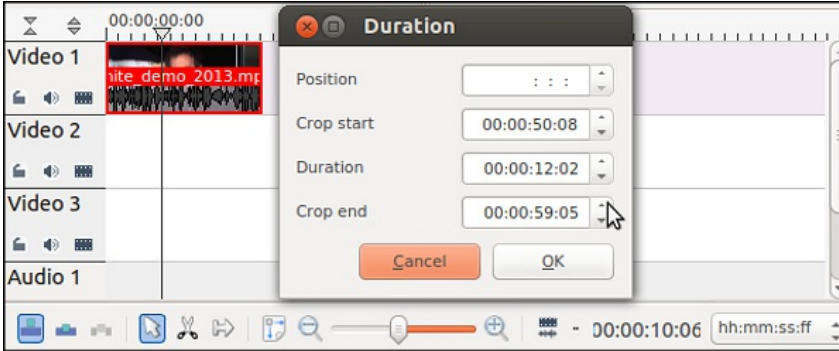 00:00:00:00
Duration
Video 1
nite_demo_2013.mp
Position
: : :
Crop start
00:00:50:08
Video 2
Duration
00:00:12:02
Video 3
Crop end
00:00:59:05
Cancel
OK
Audio 1
00:00:10:06
hh:mm:ss:ff